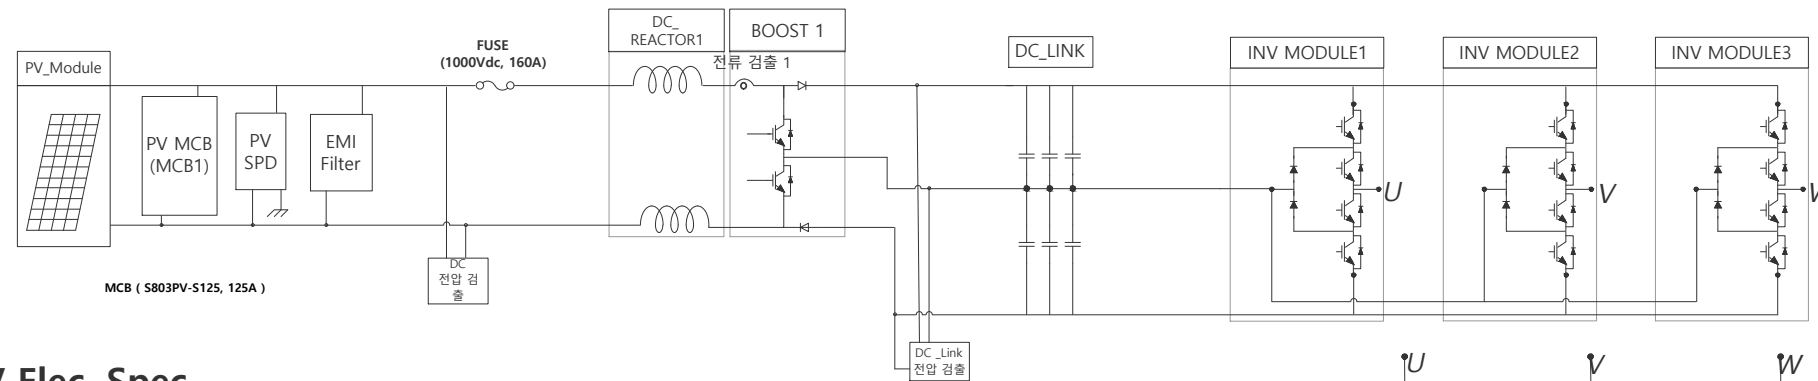 DC_
REACTOR1
BOOST 1
FUSE
(1000Vdc, 160A)
전류 검출 1
DC_LINK
INV MODULE1
INV MODULE2
INV MODULE3
PV_Module
PV MCB
(MCB1)
PV
SPD
EMI
Filter
U
V
DC
전압 검
출
MCB ( S803PV-S125, 125A )
DC _Link
전압 검출
U
V
W
Elec. Spec